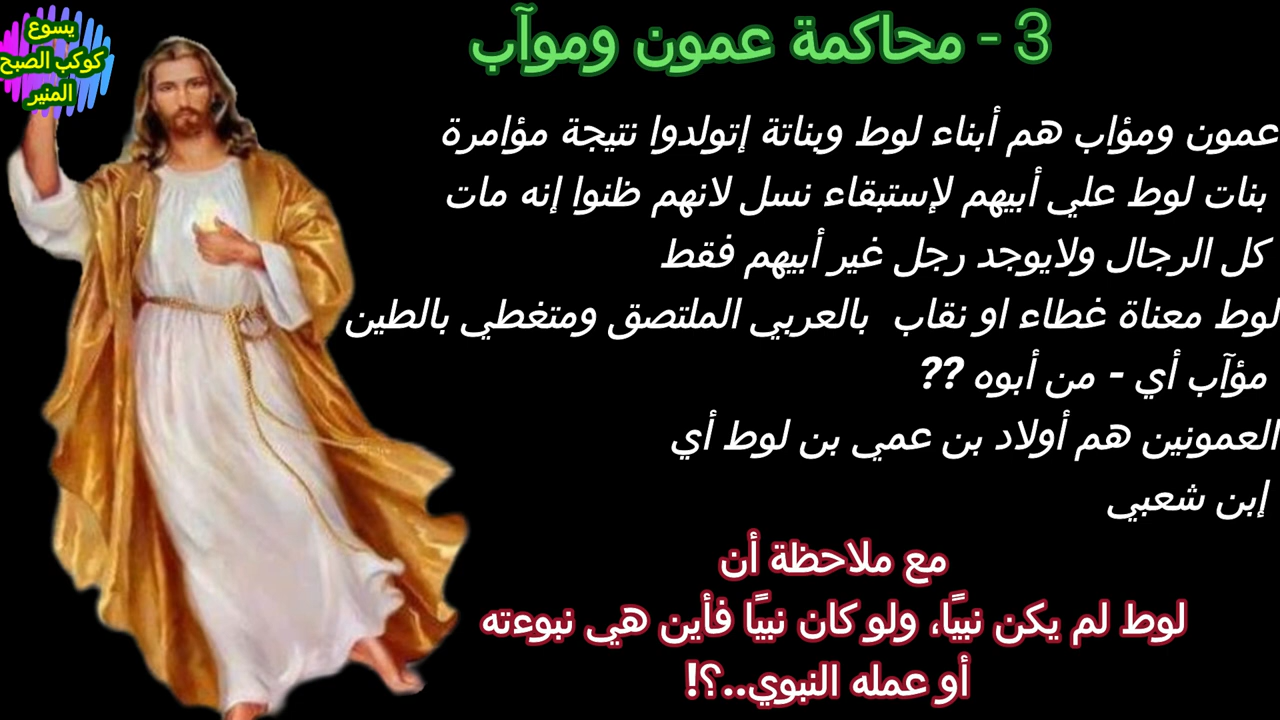 يسوع
كوكب الصبح
المنير
3 - محاكمة عمون وموآب
عمون ومؤاب هم أبناء لوط وبناتة إتولدوا نتيجة مؤامرة
بنات لوط علي أبيهم لإستبقاء نسل لانهم ظنوا إنه مات
كل الرجال ولايوجد رجل غير أبيهم فقط
لوط معناة غطاء او نقاب بالعربي الملتصق ومتغطي بالطين
مؤآب أي - من أبوه ??
العمونين هم أولاد بن عمي بن لوط أي
إبن شعبي
مع ملاحظة أن
لوط لم يكن نبيًا، ولو كان نبيًا فأين هي نبوءته
أو عمله النبوي..؟!